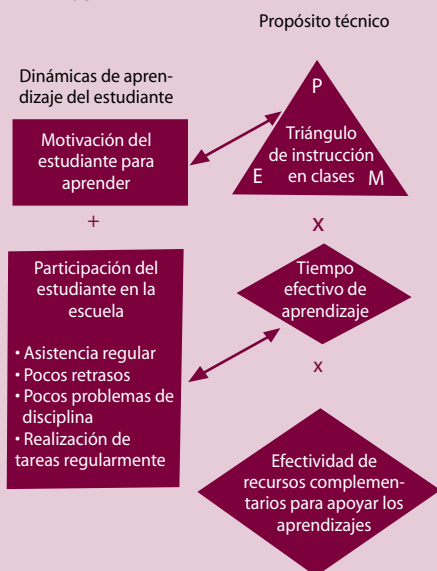 Propósito técnico
Dinámicas de apren-
dizaje del estudiante
Motivación del
estudiante para
aprender
P
Triángulo
de instrucción
en clases
E
M
+
x
Participación del
estudiante en la
escuela
• Asistencia regular
• Pocos retrasos
• Pocos problemas de
disciplina
• Realización de
tareas regularmente
Tiempo
efectivo de
aprendizaje
x
Efectividad de
recursos complemen-
tarios para apoyar los
aprendizajes